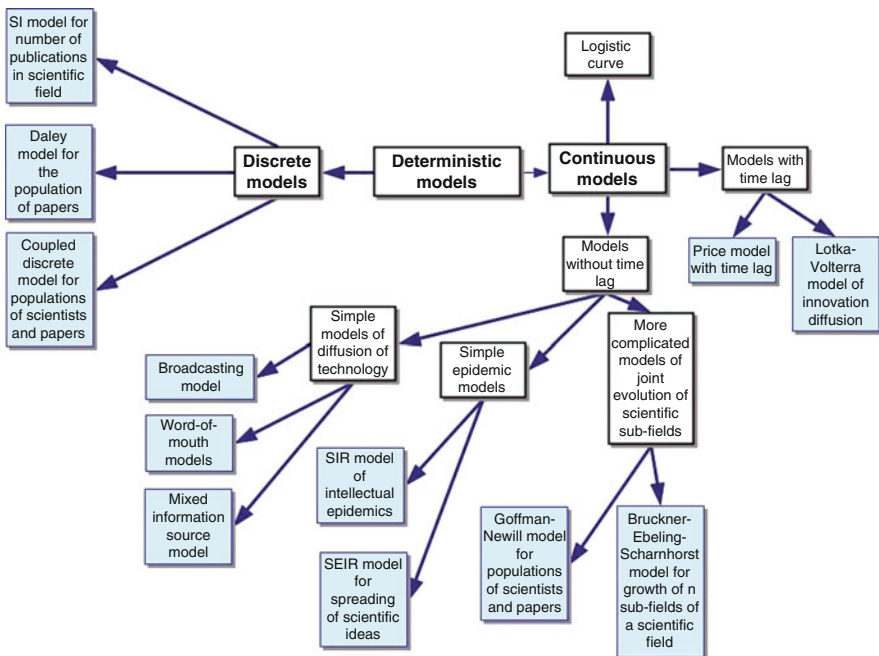 SI model for
number of
publications
in scientific
field
Logistic
curve
Daley
model for
the
population
of papers
Discrete
models
Deterministic
models
Continuous
models
Models with
time lag
Coupled
discrete
model for
populations
of scientists
and papers
Models
without time
lag
Price model
with time lag
Lotka-
Volterra
model of
innovation
diffusion
Simple
models of
diffusion of
technology
Simple
epidemic
models
More
complicated
models of
joint
evolution of
scientific
sub-fields
Broadcasting
model
Word-of-
mouth
models
Mixed
information
source
model
SIR model
of
intellectual
epidemics
SEIR model
for
spreading
of scientific
ideas
Goffman-
Newill model
for
populations
of scientists
and papers
Bruckner-
Ebeling-
Scharnhorst
model for
growth of n
sub-fields of
a scientific
field